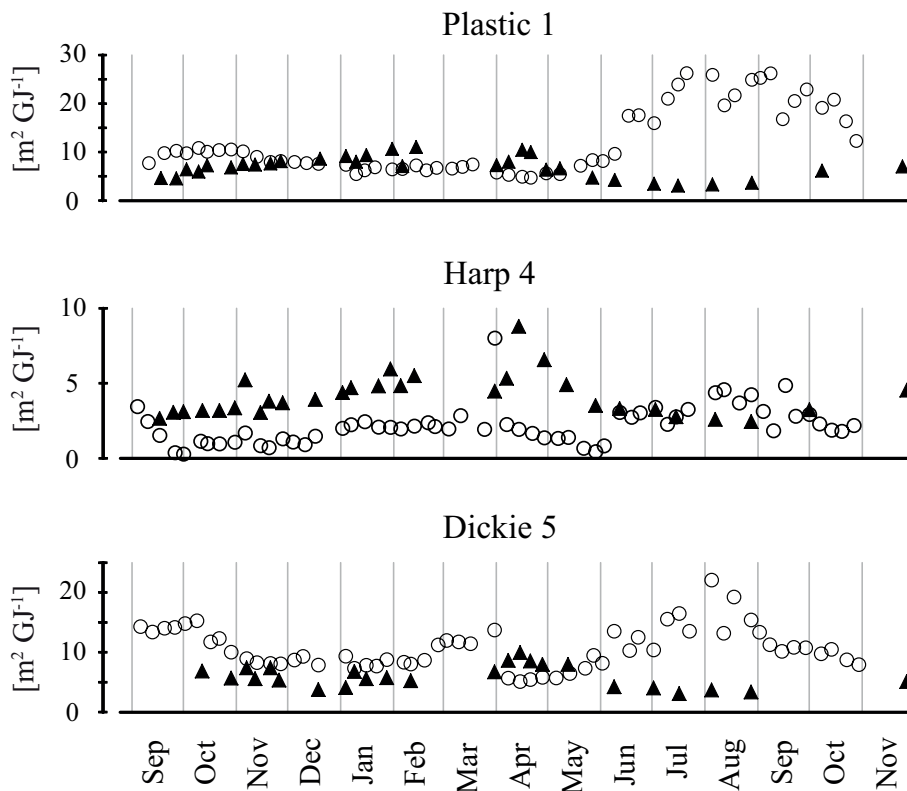 Plastic 1
[m² GJ⁻¹]
30
20
10
0
Harp 4
[m² GJ⁻¹]
10
5
0
Dickie 5
[m² GJ⁻¹]
20
10
0
Sep Oct Nov Dec Jan Feb Mar Apr May Jun Jul Aug Sep Oct Nov